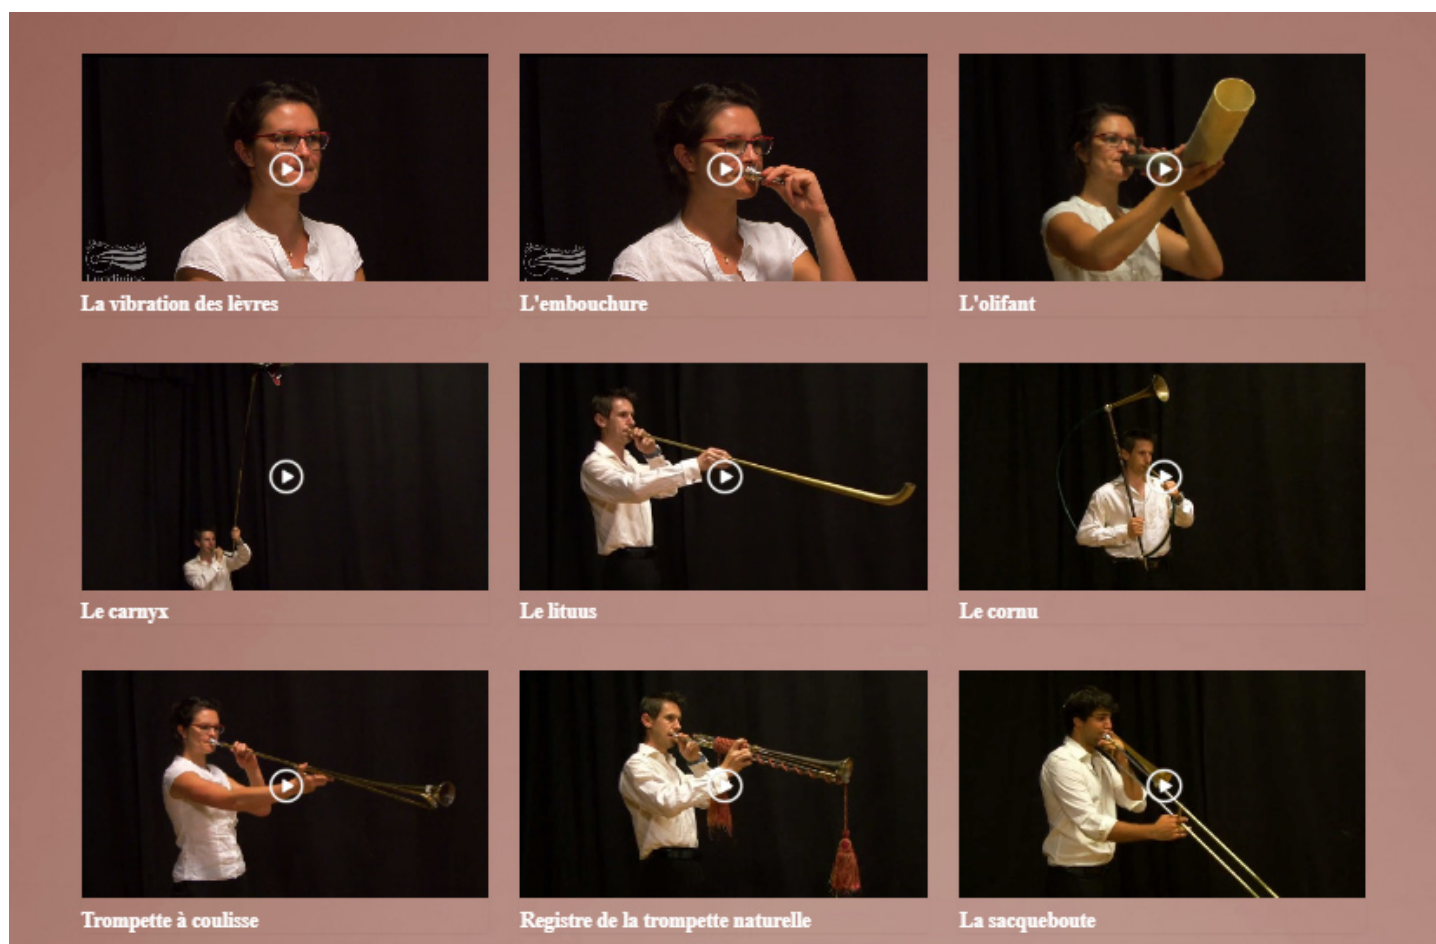 La vibration des lèvres
L'embouchure
L'olifant
Le carnyx
Le lituus
Le cornu
Trompette à coulisse
Registre de la trompette naturelle
La sacqueboute